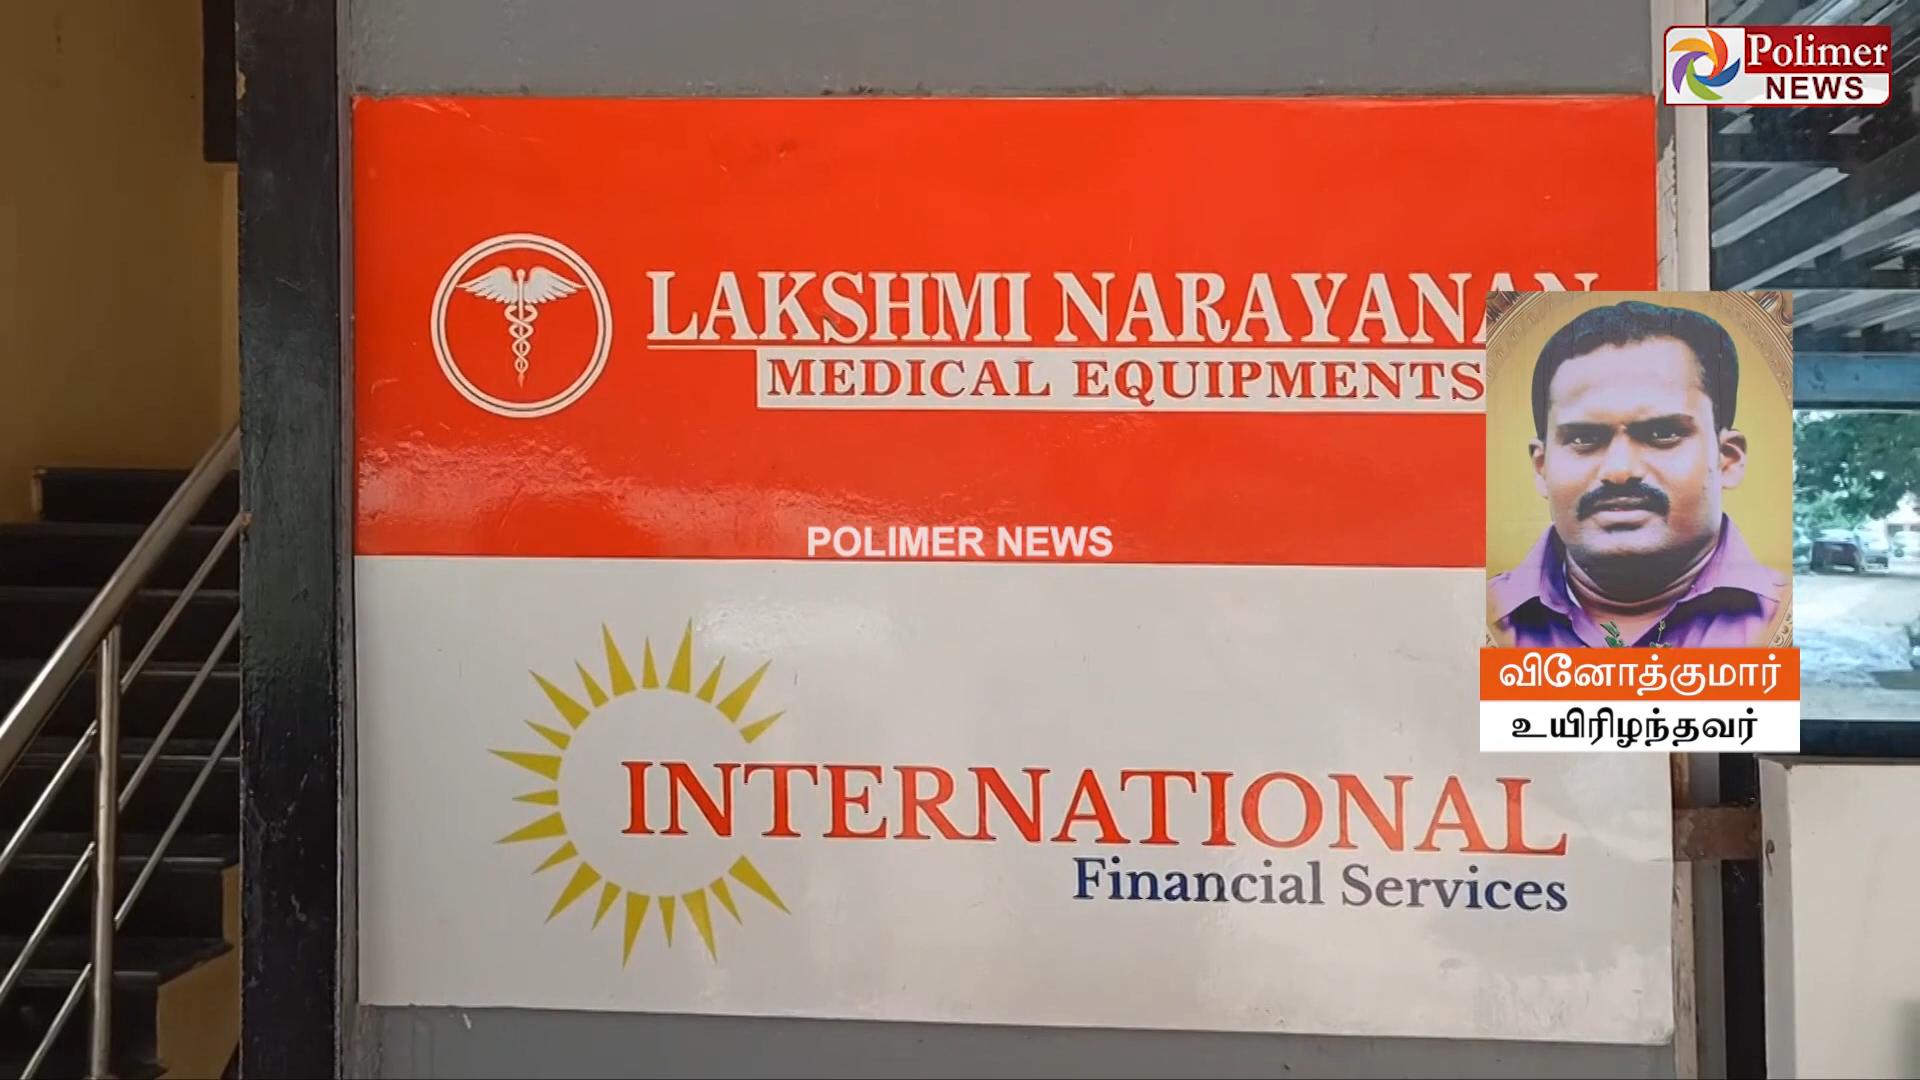 Polimer
NEWS
LAKSHMI NARAYANAN
MEDICAL EQUIPMENTS
POLIMER NEWS
வினோத்குமார்
உயிரிழந்தவர்
INTERNATIONAL
Financial Services